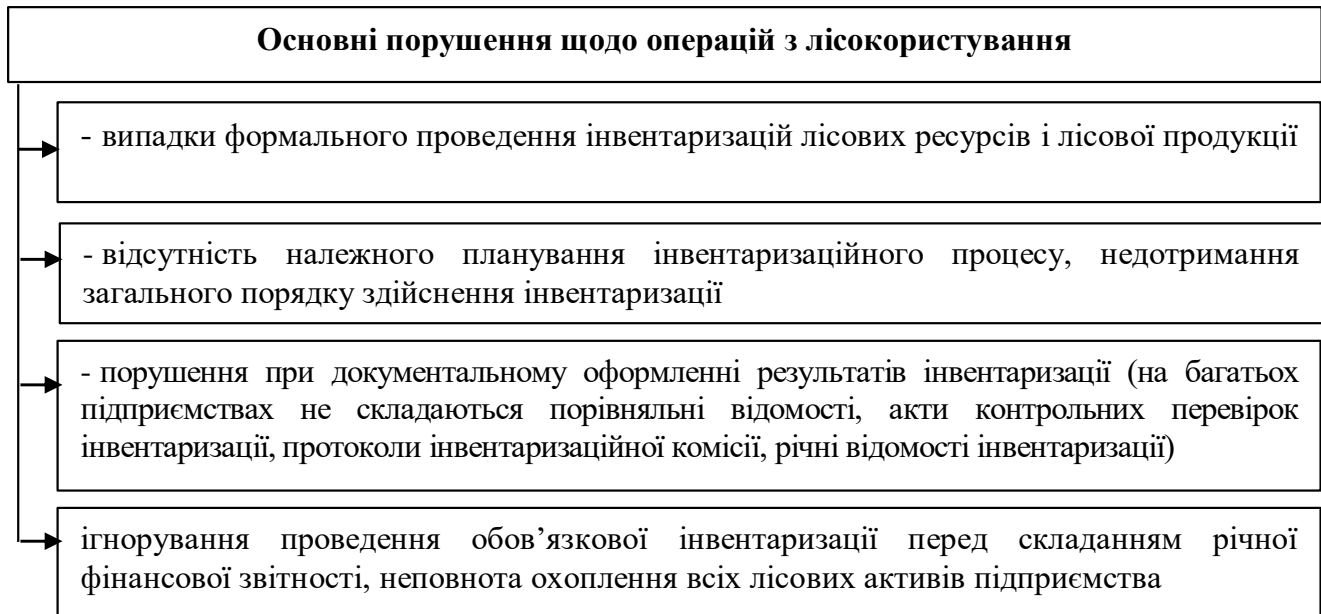 Основні порушення щодо операцій з лісокористування
- випадки формального проведення інвентаризацій лісових ресурсів і лісової продукції
- відсутність належного планування інвентаризаційного процесу, недотримання
загального порядку здійснення інвентаризації
- порушення при документальному оформленні результатів інвентаризації (на багатьох
підприємствах не складаються порівняльні відомості, акти контрольних перевірок
інвентаризації, протоколи інвентаризаційної комісії, річні відомості інвентаризації)
ігнорування проведення обов’язкової інвентаризації перед складанням річної
фінансової звітності, неповнота охоплення всіх лісових активів підприємства